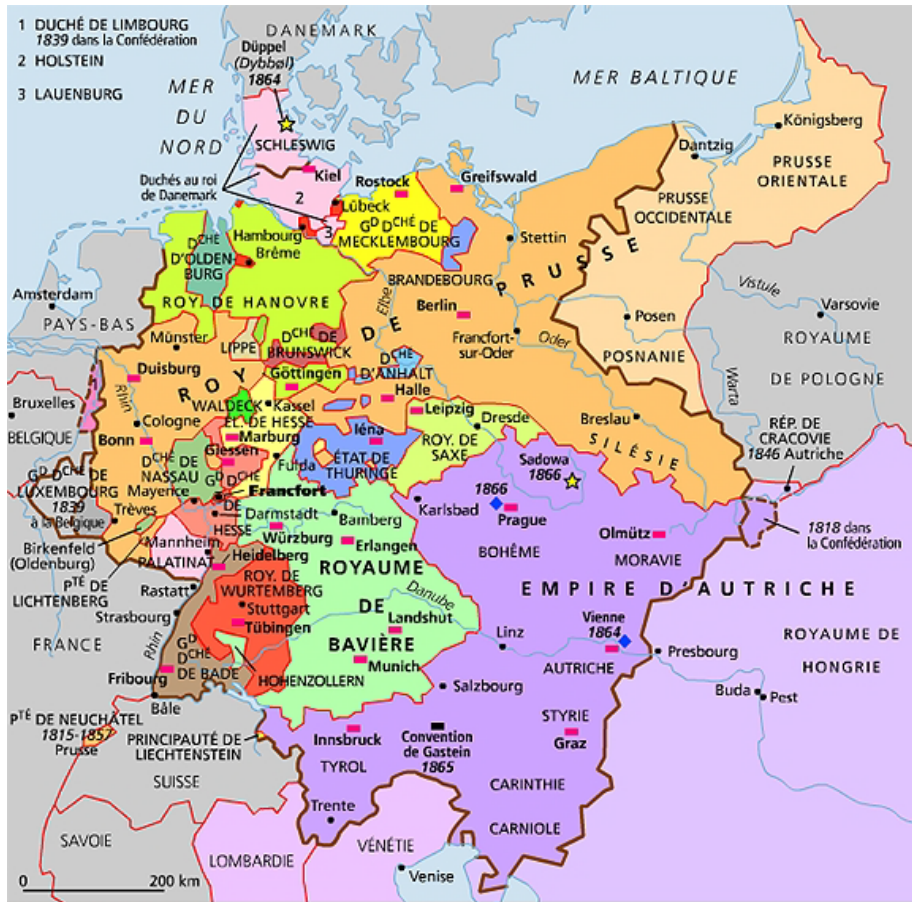 1 DUCHÉ DE LIMBOURG
1839 dans la Confédération
2 HOLSTEIN
3 LAUENBURG
DANEMARK
Düppel
(Dybbøl)
1864
MER
DU
NORD
MER BALTIQUE
SCHLESWIG
Duchés au roi
de Danemark
Kiel
2
3
Lübeck
Rostock
Greifswald
Dantzig
Königsberg
PRUSSE
ORIENTALE
PRUSSE
OCCIDENTALE
Hambourg
Brême
GD DCHÉ DE
MECKLEMBOURG
Stettin
DCHÉ
D'OLDEN-
BURG
ROY. DE HANOVRE
BRANDEBOURG
Berlin
Elbe
ROY. DE PRUSSE
Amsterdam
PAYS-BAS
Vistule
Varsovie
ROYAUME
DE POLOGNE
Posen
POSNANIE
Warta
Francfort-
sur-Oder
Oder
Münster
LIPPE
DCHÉ DE
BRUNSWICK
DCHÉ
D'ANHALT
Duisburg
Rhin
Göttingen
Halle
Leipzig
Dresde
Breslau
SILÉSIE
Bruxelles
BELGIQUE
Cologne
WALDECK
Kassel
EL. DE HESSE
Bonn
Marburg
Giessen
Iéna
ROY. DE
SAXE
RÉP. DE
CRACOVIE
1846 Autriche
DCHÉ DE
NASSAU
GD
DCHÉ
DE
HESSE
Fulda
ÉTAT DE
THURINGE
Sadowa
1866
GD DCHÉ DE
LUXEMBOURG
1839
à la Belgique
Mayence
Francfort
Trèves
Darmstadt
Karlsbad
1866
Prague
Olmütz
1818 dans
la Confédération
Birkenfeld
(Oldenburg)
Mannheim
PALATINAT
Würzburg
Bamberg
Erlangen
BOHÊME
MORAVIE
Heidelberg
PTÉ DE
LICHTENBERG
ROYAUME
DE
BAVIÈRE
EMPIRE D'AUTRICHE
Rastatt
ROY. DE
WURTEMBERG
Stuttgart
Tübingen
Danube
Landshut
Strasbourg
FRANCE
Rhin
Linz
Vienne
1864
Presbourg
ROYAUME DE
HONGRIE
GD
DCHÉ
DE BADE
HOHENZOLLERN
Munich
AUTRICHE
Fribourg
Bâle
Salzbourg
Buda
Pest
PTÉ DE NEUCHÂTEL
1815-1857
Prusse
PRINCIPAUTÉ DE
LIECHTENSTEIN
Innsbruck
Convention
de Gastein
1865
STYRIE
Graz
SUISSE
TYROL
CARINTHIE
Trente
CARNIOLE
SAVOIE
LOMBARDIE
VÉNÉTIE
Venise
0 200 km